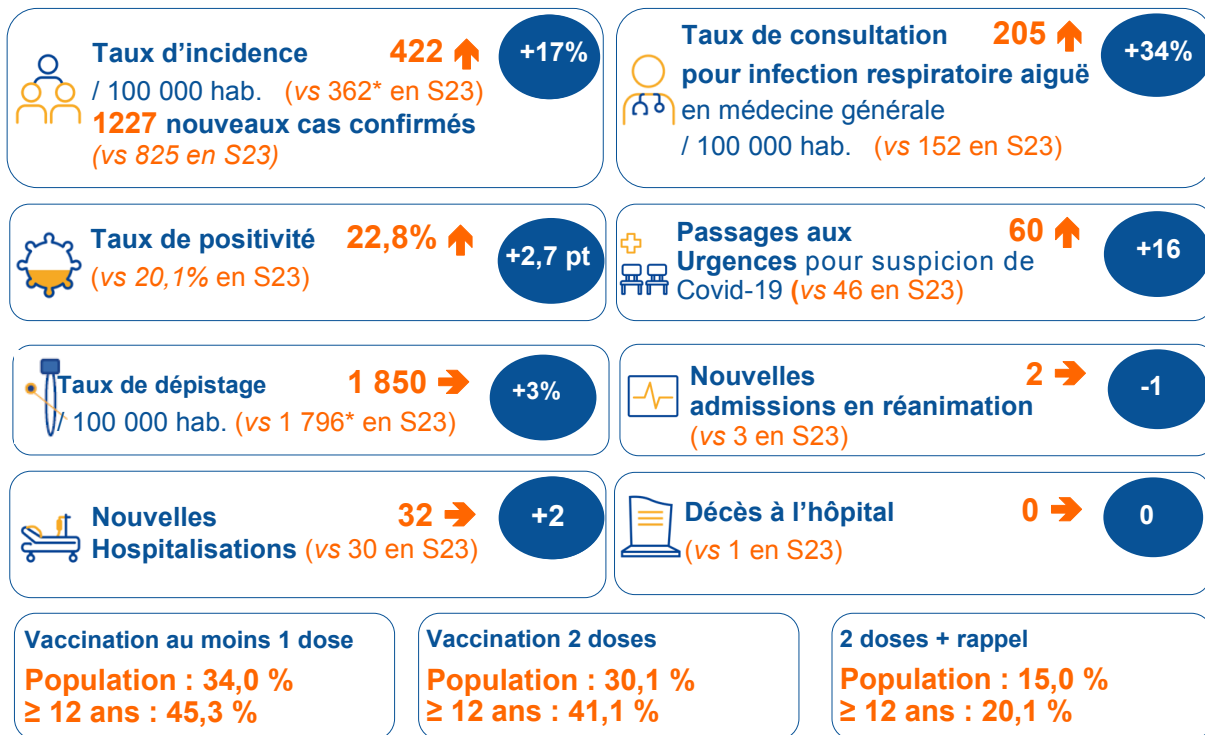 Taux d'incidence 422
/ 100 000 hab. (vs 362* en S23)
1227 nouveaux cas confirmés
(vs 825 en S23)
+17%
Taux de consultation 205
pour infection respiratoire aiguë
en médecine générale
/ 100 000 hab. (vs 152 en S23)
+34%
Taux de positivité 22,8%
(vs 20,1% en S23)
+2,7 pt
Passages aux 60
Urgences pour suspicion de
Covid-19 (vs 46 en S23)
+16
Taux de dépistage 1 850
/ 100 000 hab. (vs 1 796* en S23)
+3%
Nouvelles 2
admissions en réanimation
(vs 3 en S23)
-1
Nouvelles 32
Hospitalisations (vs 30 en S23)
+2
Décès à l'hôpital 0
(vs 1 en S23)
0
Vaccination au moins 1 dose
Population : 34,0 %
≥ 12 ans : 45,3 %
Vaccination 2 doses
Population : 30,1 %
≥ 12 ans : 41,1 %
2 doses + rappel
Population : 15,0 %
≥ 12 ans : 20,1 %